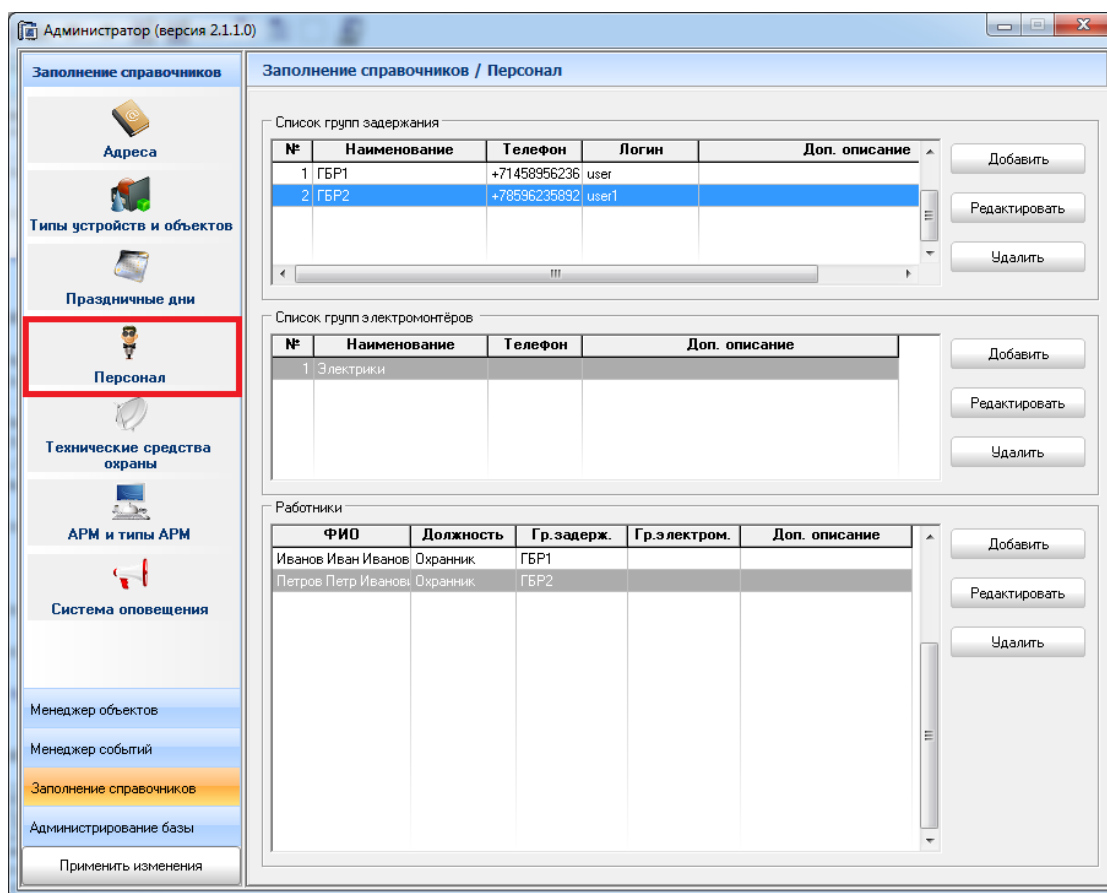 Администратор (версия 2.1.1.0)
Заполнение справочников
Адреса
Типы устройств и объектов
Праздничные дни
Персонал
Технические средства
охраны
АРМ и типы АРМ
Система оповещения
Менеджер объектов
Менеджер событий
Заполнение справочников
Администрирование базы
Применить изменения
Заполнение справочников / Персонал
Список групп задержания
№ Наименование Телефон Логин Доп. описание
1 ГБР1 +71458956236 user
2 ГБР2 +78596235892 user1
Добавить
Редактировать
Удалить
Список групп электромонтёров
№ Наименование Телефон Доп. описание
1 Электрики
Добавить
Редактировать
Удалить
Работники
ФИО Должность Гр.задерж. Гр.электром. Доп. описание
Иванов Иван Иванов Охранник ГБР1
Петров Петр Иванов Охранник ГБР2
Добавить
Редактировать
Удалить